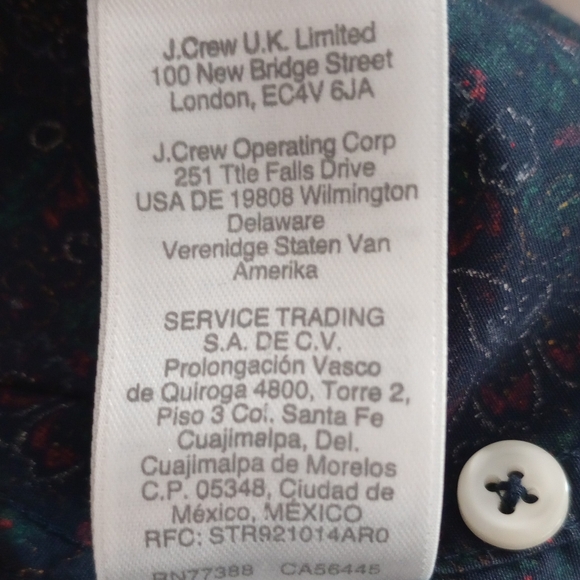 J.Crew U.K. Limited
100 New Bridge Street
London, EC4V 6JA
J.Crew Operating Corp
251 Ttle Falls Drive
USA DE 19808 Wilmington
Delaware
Verenidge Staten Van
Amerika
SERVICE TRADING
S.A. DE C.V.
Prolongación Vasco
de Quiroga 4800, Torre 2,
Piso 3 Col. Santa Fe
Cuajimalpa, Del.
Cuajimalpa de Morelos
C.P. 05348, Ciudad de
México, MÉXICO
RFC: STR921014AR0
RN77388 CA56445